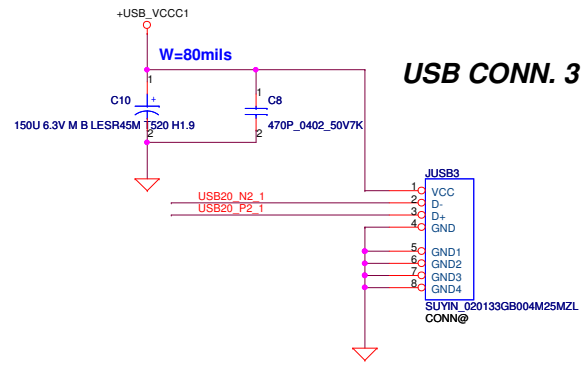 +USB_VCCC1
W=80mils
USB CONN. 3
1
C10
+
2
150U 6.3V M B LESR45M T520 H1.9
1
C8
2
470P_0402_50V7K
JUSB3
USB20_N2_1
USB20_P2_1
1 VCC
2 D-
3 D+
4 GND
5 GND1
6 GND2
7 GND3
8 GND4
SUYIN_020133GB004M25MZL
CONN@